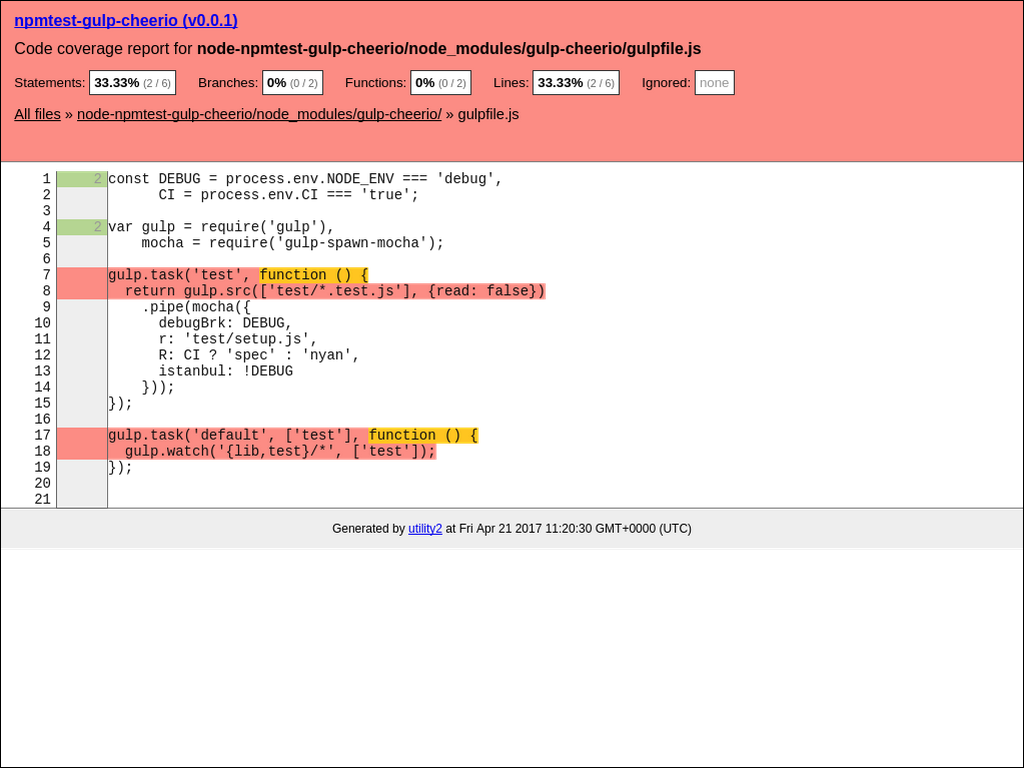 npmtest-gulp-cheerio (v0.0.1)
Code coverage report for node-npmtest-gulp-cheerio/node_modules/gulp-cheerio/gulpfile.js
Statements: 33.33% (2 / 6) Branches: 0% (0 / 2) Functions: 0% (0 / 2) Lines: 33.33% (2 / 6) Ignored: none
All files » node-npmtest-gulp-cheerio/node_modules/gulp-cheerio/ » gulpfile.js
1 2 const DEBUG = process.env.NODE_ENV === 'debug',
2 CI = process.env.CI === 'true';
3
4 2 var gulp = require('gulp'),
5 mocha = require('gulp-spawn-mocha');
6
7 gulp.task('test', function () {
8 return gulp.src(['test/*.test.js'], {read: false})
9 .pipe(mocha({
10 debugBrk: DEBUG,
11 r: 'test/setup.js',
12 R: CI ? 'spec' : 'nyan',
13 istanbul: !DEBUG
14 }));
15 });
16
17 gulp.task('default', ['test'], function () {
18 gulp.watch('{lib,test}/*', ['test']);
19 });
20
21
Generated by utility2 at Fri Apr 21 2017 11:20:30 GMT+0000 (UTC)